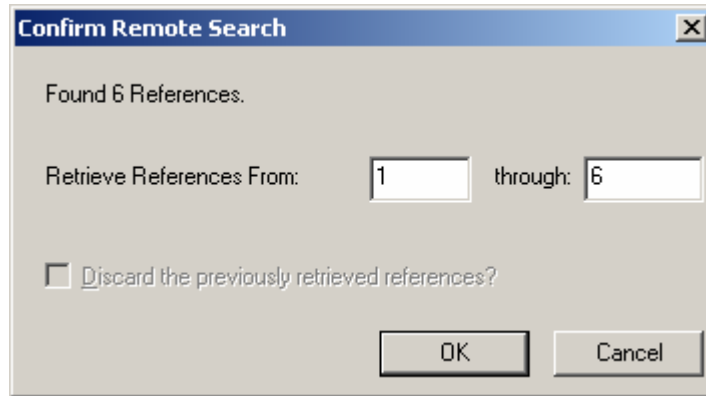 Confirm Remote Search
Found 6 References.
Retrieve References From: 1 through: 6
Discard the previously retrieved references?
OK Cancel